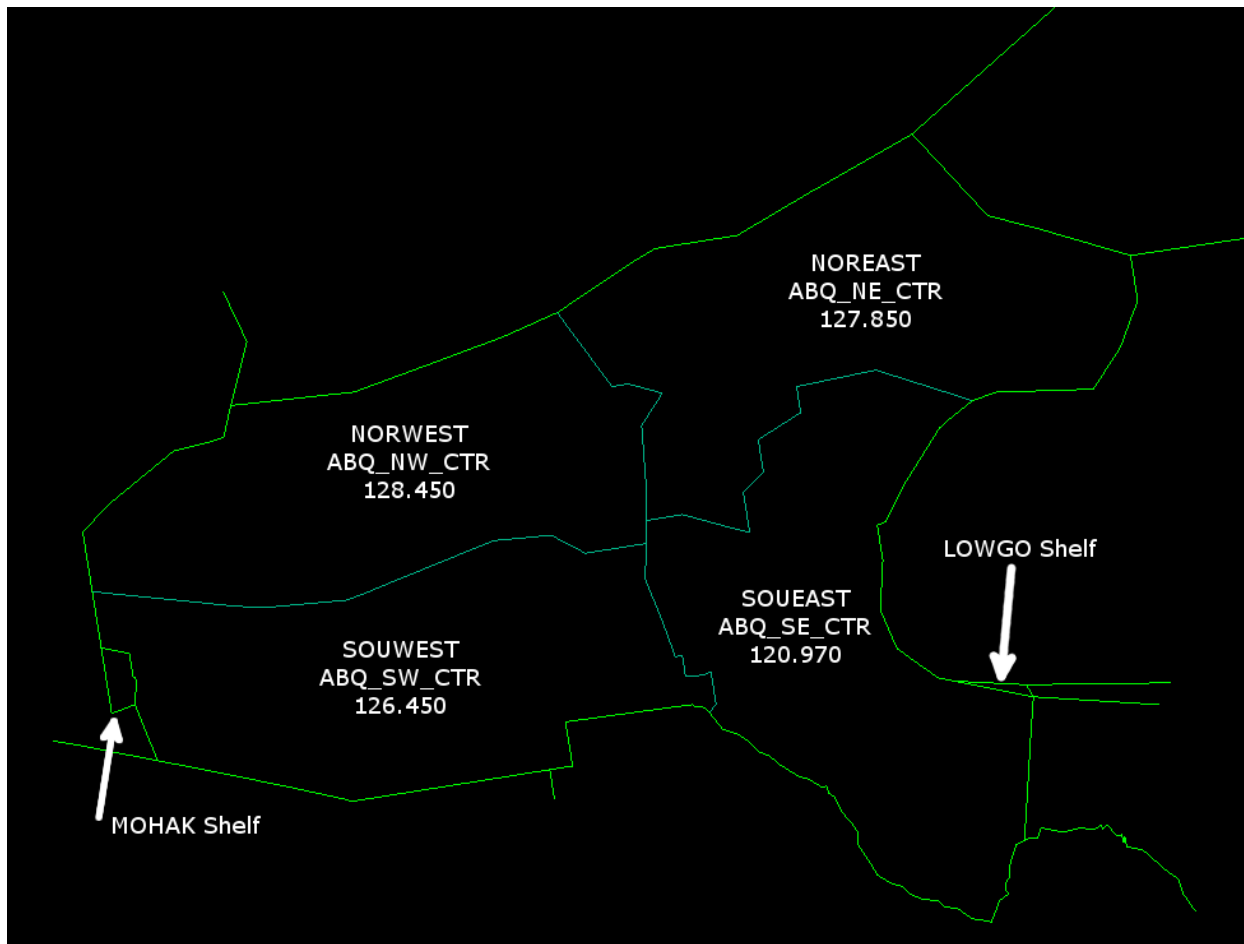 NOREAST
ABQ_NE_CTR
127.850
NORWEST
ABQ_NW_CTR
128.450
LOWGO Shelf
SOUEAST
ABQ_SE_CTR
120.970
SOUWEST
ABQ_SW_CTR
126.450
MOHAK Shelf